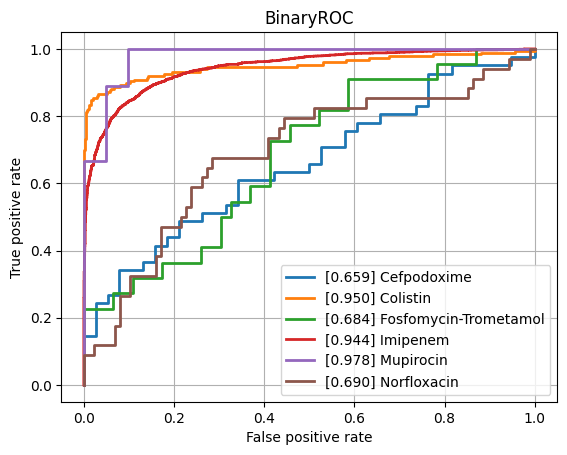 BinaryROC
True positive rate
1.0
0.8
0.6
0.4
0.2
0.0
[0.659] Cefpodoxime
[0.950] Colistin
[0.684] Fosfomycin-Trometamol
[0.944] Imipenem
[0.978] Mupirocin
[0.690] Norfloxacin
0.0 0.2 0.4 0.6 0.8 1.0
False positive rate